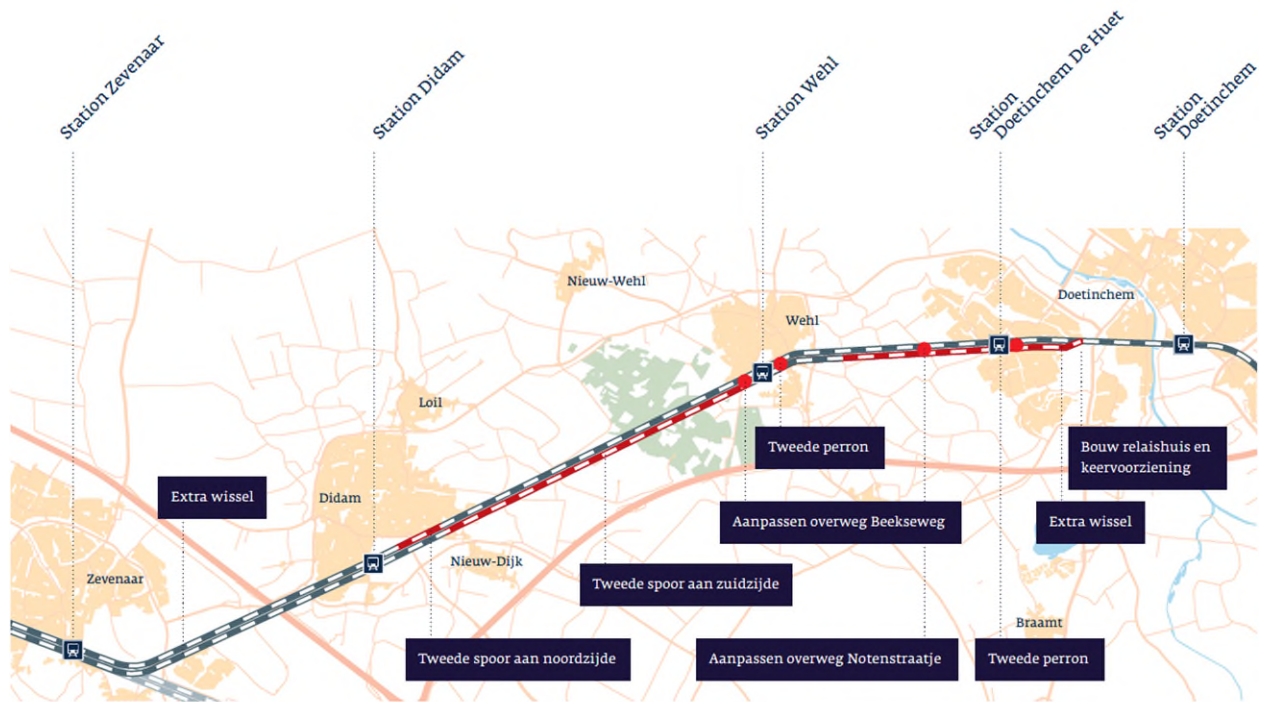 Station Zevenaar
Station Didam
Station Wehl
Station
Doetinchem De Huet
Station
Doetinchem
Nieuw-Wehl
Doetinchem
Wehl
Loil
Tweede perron
Bouw relaishuis en
keervoorziening
Extra wissel
Didam
Aanpassen overweg Beekseweg
Extra wissel
Nieuw-Dijk
Zevenaar
Tweede spoor aan zuidzijde
Braamt
Tweede spoor aan noordzijde
Aanpassen overweg Notenstraatje
Tweede perron